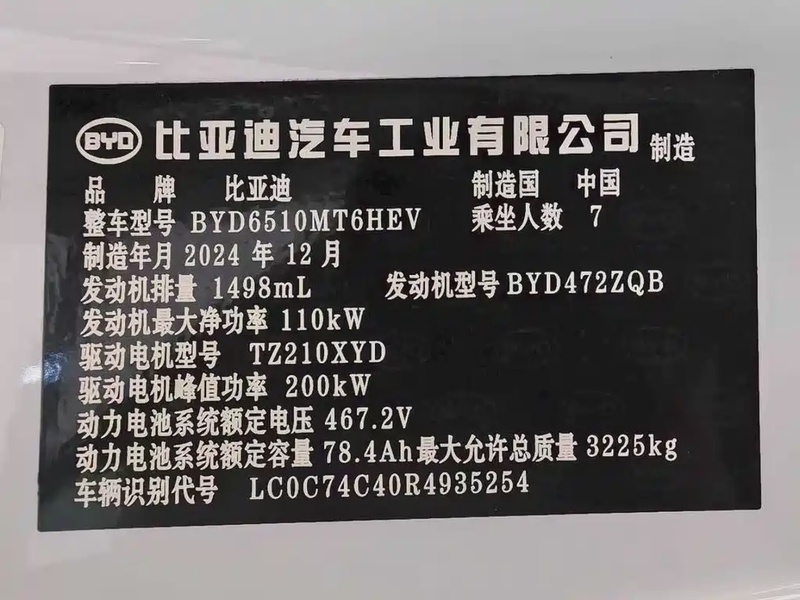 BYD 比亚迪汽车工业有限公司 制造
品 牌 比亚迪 制造国 中国
整车型号 BYD6510MT6HEV 乘坐人数 7
制造年月 2024 年 12 月
发动机排量 1498mL 发动机型号 BYD472ZQB
发动机最大净功率 110kW
驱动电机型号 TZ210XYD
驱动电机峰值功率 200kW
动力电池系统额定电压 467.2V
动力电池系统额定容量 78.4Ah 最大允许总质量 3225kg
车辆识别代号 LC0C74C40R4935254